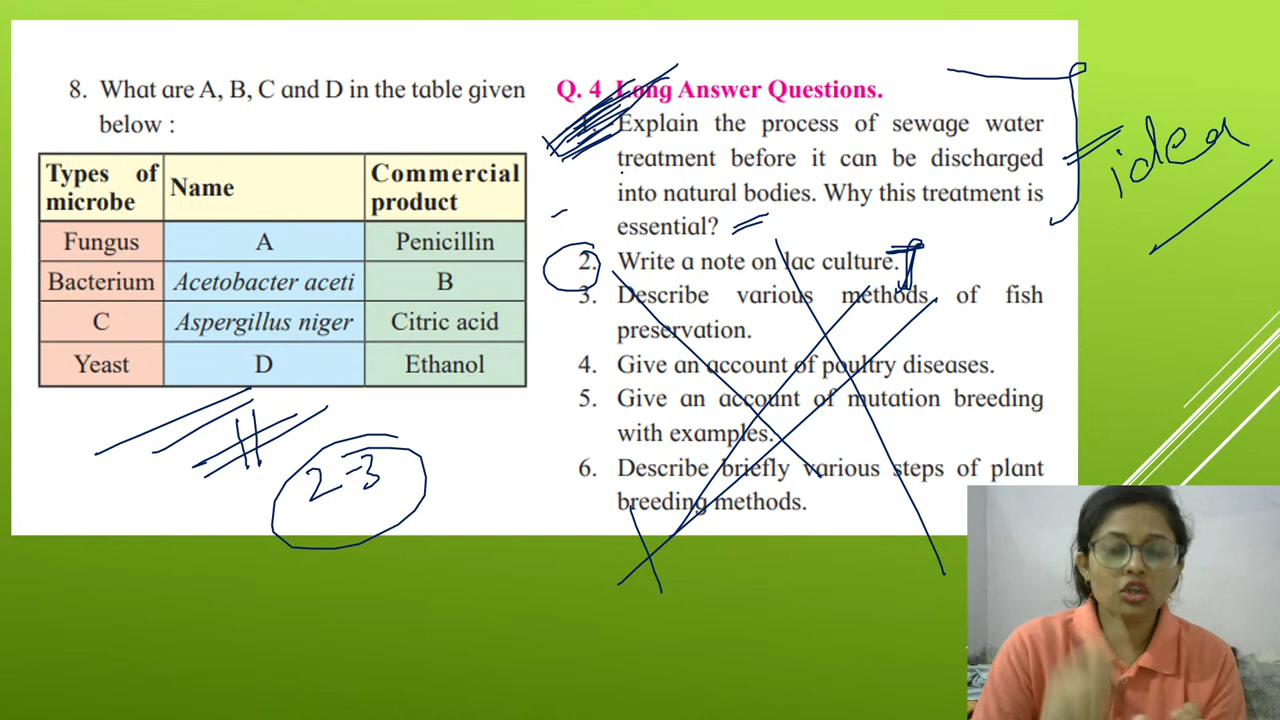 8. What are A, B, C and D in the table given
below :
Types of microbe Name Commercial product
Fungus A Penicillin
Bacterium Acetobacter aceti B
C Aspergillus niger Citric acid
Yeast D Ethanol
2-3
Q. 4 Long Answer Questions.
1. Explain the process of sewage water
treatment before it can be discharged
into natural bodies. Why this treatment is
essential?
2. Write a note on lac culture.
3. Describe various methods of fish
preservation.
4. Give an account of poultry diseases.
5. Give an account of mutation breeding
with examples.
6. Describe briefly various steps of plant
breeding methods.
idea